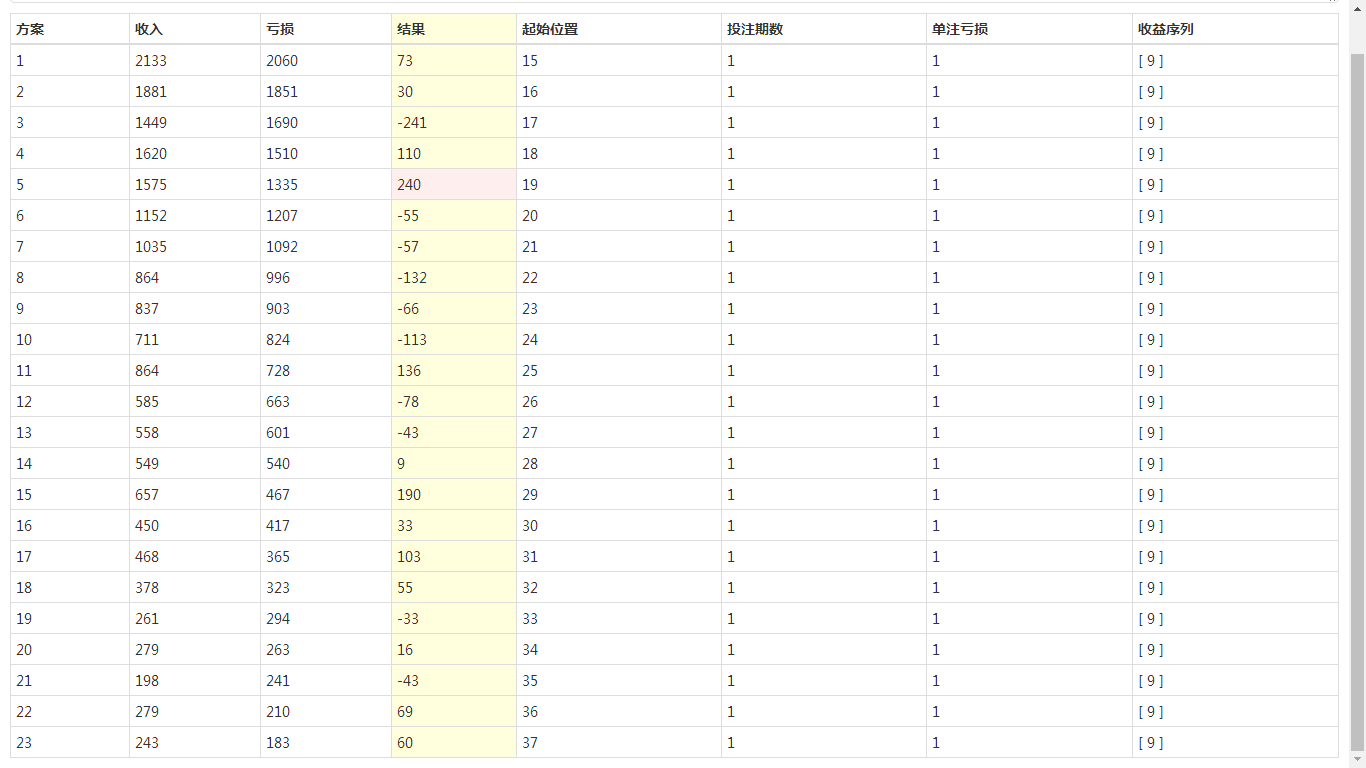 方案 收入 亏损 结果 起始位置 投注期数 单注亏损 收益序列
1 2133 2060 73 15 1 1 [ 9 ]
2 1881 1851 30 16 1 1 [ 9 ]
3 1449 1690 -241 17 1 1 [ 9 ]
4 1620 1510 110 18 1 1 [ 9 ]
5 1575 1335 240 19 1 1 [ 9 ]
6 1152 1207 -55 20 1 1 [ 9 ]
7 1035 1092 -57 21 1 1 [ 9 ]
8 864 996 -132 22 1 1 [ 9 ]
9 837 903 -66 23 1 1 [ 9 ]
10 711 824 -113 24 1 1 [ 9 ]
11 864 728 136 25 1 1 [ 9 ]
12 585 663 -78 26 1 1 [ 9 ]
13 558 601 -43 27 1 1 [ 9 ]
14 549 540 9 28 1 1 [ 9 ]
15 657 467 190 29 1 1 [ 9 ]
16 450 417 33 30 1 1 [ 9 ]
17 468 365 103 31 1 1 [ 9 ]
18 378 323 55 32 1 1 [ 9 ]
19 261 294 -33 33 1 1 [ 9 ]
20 279 263 16 34 1 1 [ 9 ]
21 198 241 -43 35 1 1 [ 9 ]
22 279 210 69 36 1 1 [ 9 ]
23 243 183 60 37 1 1 [ 9 ]